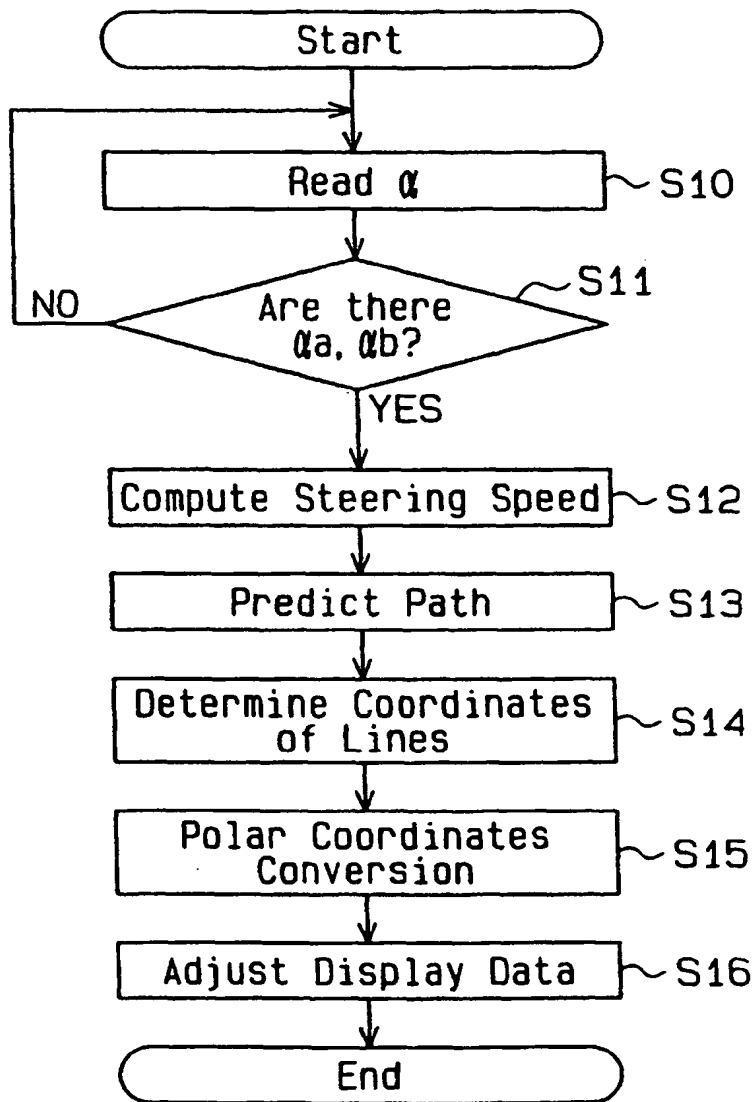 Start
Read α
S10
S11
NO
Are there
αa, αb?
YES
Compute Steering Speed
S12
Predict Path
S13
Determine Coordinates
of Lines
S14
Polar Coordinates
Conversion
S15
Adjust Display Data
S16
End